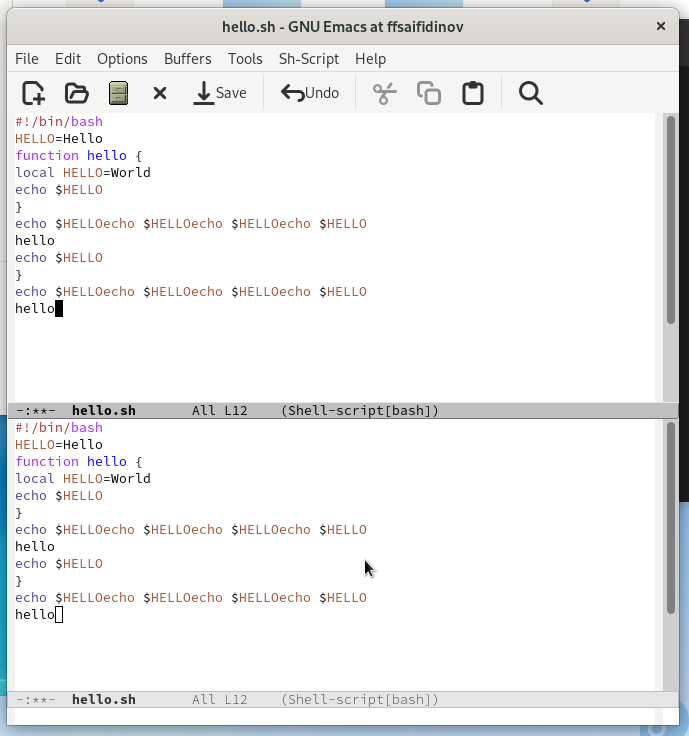 hello.sh - GNU Emacs at ffsaifidinov ×
File Edit Options Buffers Tools Sh-Script Help
Save Undo
#!/bin/bash
HELLO=Hello
function hello {
local HELLO=World
echo $HELLO
}
echo $HELLOecho $HELLOecho $HELLOecho $HELLO
hello
echo $HELLO
}
echo $HELLOecho $HELLOecho $HELLOecho $HELLO
hello
-:**- hello.sh All L12 (Shell-script[bash])
#!/bin/bash
HELLO=Hello
function hello {
local HELLO=World
echo $HELLO
}
echo $HELLOecho $HELLOecho $HELLOecho $HELLO
hello
echo $HELLO
}
echo $HELLOecho $HELLOecho $HELLOecho $HELLO
hello
-:**- hello.sh All L12 (Shell-script[bash])